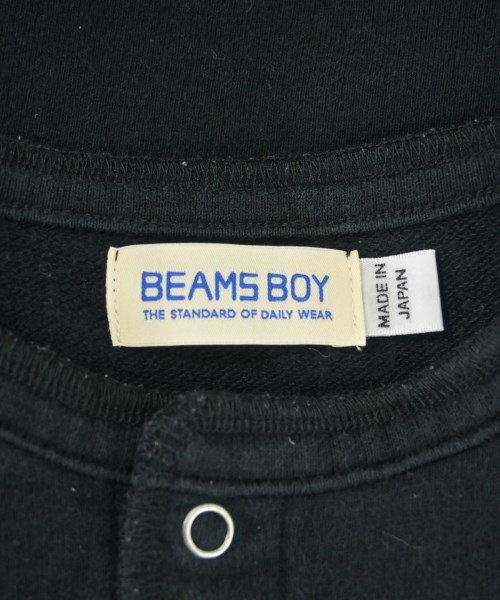 BEAMS BOY
THE STANDARD OF DAILY WEAR
MADE IN
JAPAN